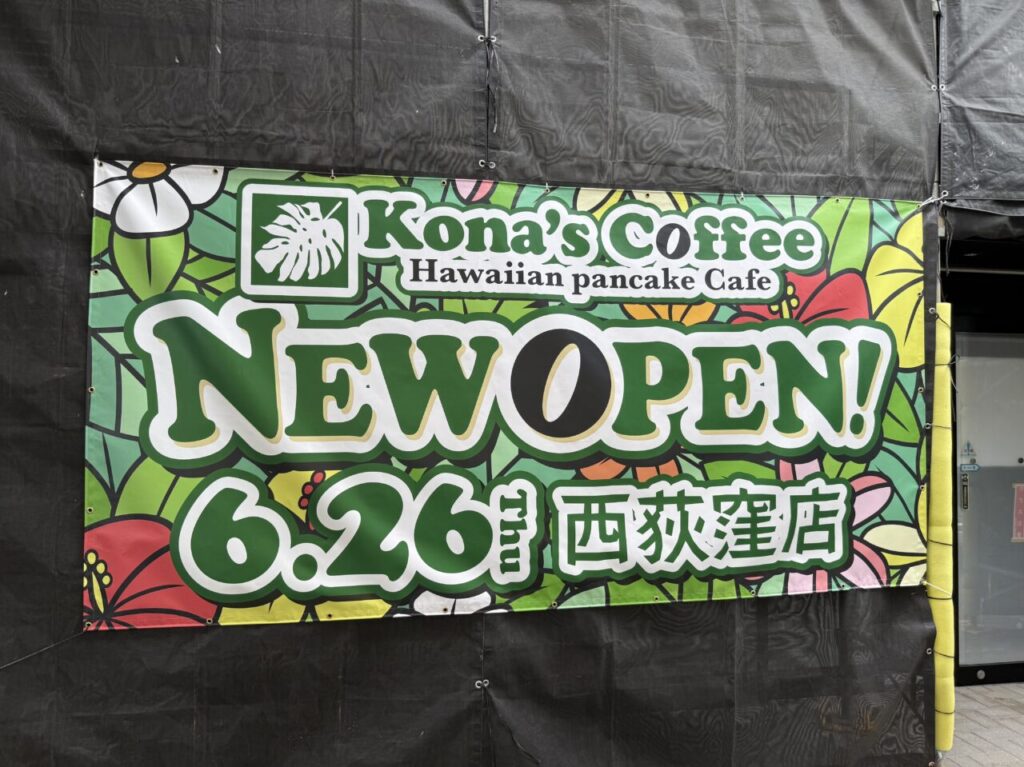 Kona's Coffee
Hawaiian pancake Cafe
NEW OPEN!
6.26 Thu 西荻窪店